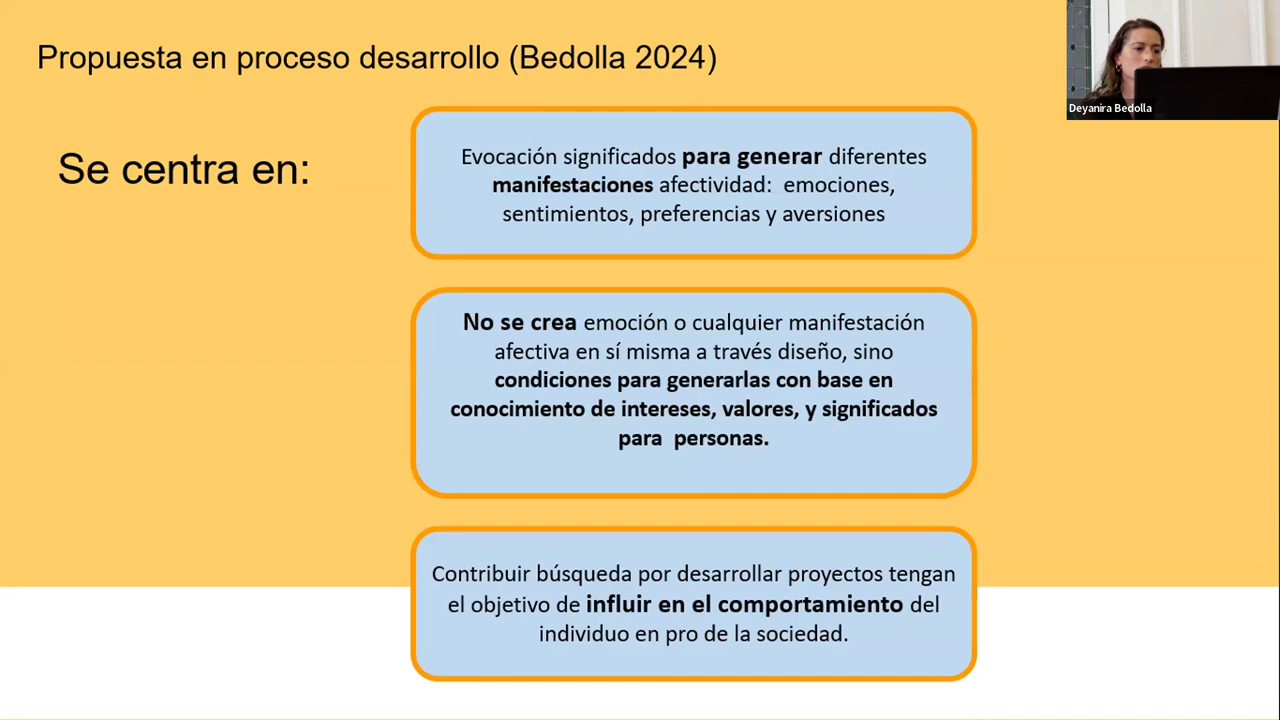 Propuesta en proceso desarrollo (Bedolla 2024)
Deyanira Bedolla
Se centra en:
Evocación significados para generar diferentes
manifestaciones afectividad: emociones,
sentimientos, preferencias y aversiones
No se crea emoción o cualquier manifestación
afectiva en sí misma a través diseño, sino
condiciones para generarlas con base en
conocimiento de intereses, valores, y significados
para personas.
Contribuir búsqueda por desarrollar proyectos tengan
el objetivo de influir en el comportamiento del
individuo en pro de la sociedad.